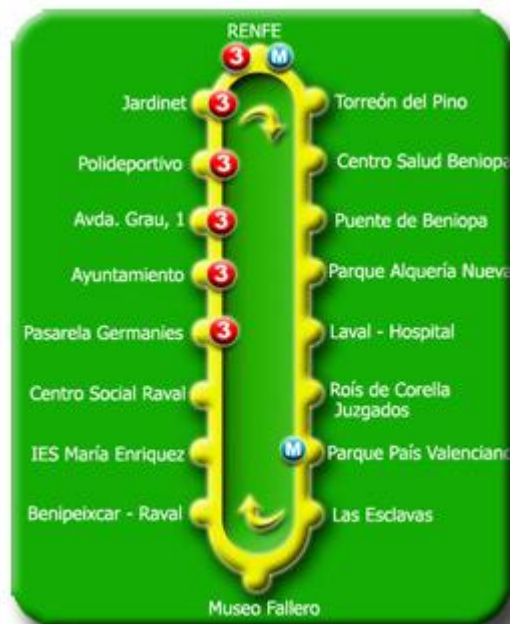 RENFE
3 M
Jardinet 3 Torreón del Pino
Polideportivo 3 Centro Salud Beniopa
Avda. Grau, 1 3 Puente de Beniopa
Ayuntamiento 3 Parque Alquería Nueva
Pasarela Germanies 3 Laval - Hospital
Centro Social Raval Roís de Corella
Juzgados
IES María Enriquez M Parque País Valenciano
Benipeixcar - Raval Las Esclavas
Museo Fallero